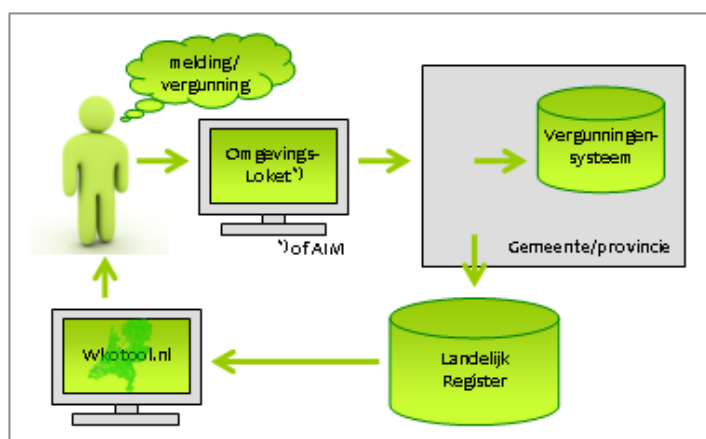 melding/
vergunning
Omgevings-
Loket*)
*) of AIM
Vergunningen-
systeem
Gemeente/provincie
Wkotool.nl
Landelijk
Register